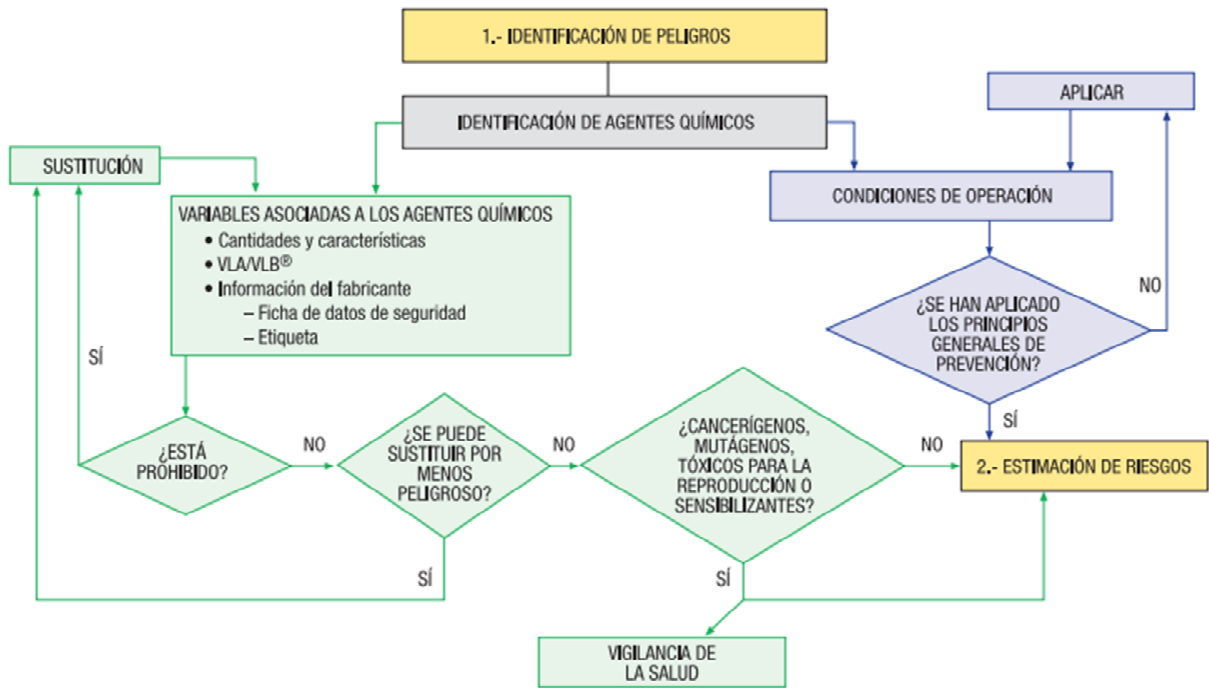 1.- IDENTIFICACIÓN DE PELIGROS
IDENTIFICACIÓN DE AGENTES QUÍMICOS
APLICAR
SUSTITUCIÓN
CONDICIONES DE OPERACIÓN
VARIABLES ASOCIADAS A LOS AGENTES QUÍMICOS
• Cantidades y características
• VLA/VLB®
• Información del fabricante
– Ficha de datos de seguridad
– Etiqueta
¿SE HAN APLICADO
LOS PRINCIPIOS
GENERALES DE
PREVENCIÓN?
NO
SÍ
SÍ
¿ESTÁ
PROHIBIDO?
NO
¿SE PUEDE
SUSTITUIR POR
MENOS
PELIGROSO?
NO
¿CANCERÍGENOS,
MUTÁGENOS,
TÓXICOS PARA LA
REPRODUCCIÓN O
SENSIBILIZANTES?
NO
2.- ESTIMACIÓN DE RIESGOS
SÍ
SÍ
VIGILANCIA DE
LA SALUD